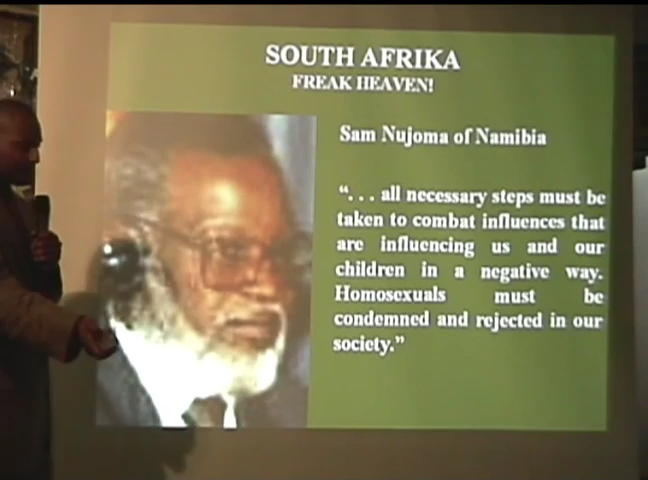 SOUTH AFRIKA
FREAK HEAVEN!
Sam Nujoma of Namibia
“. . . all necessary steps must be
taken to combat influences that
are influencing us and our
children in a negative way.
Homosexuals must be
condemned and rejected in our
society.”